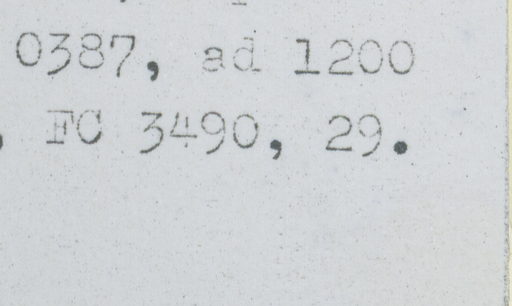 0387, ad 1200
, FC 3490, 29.